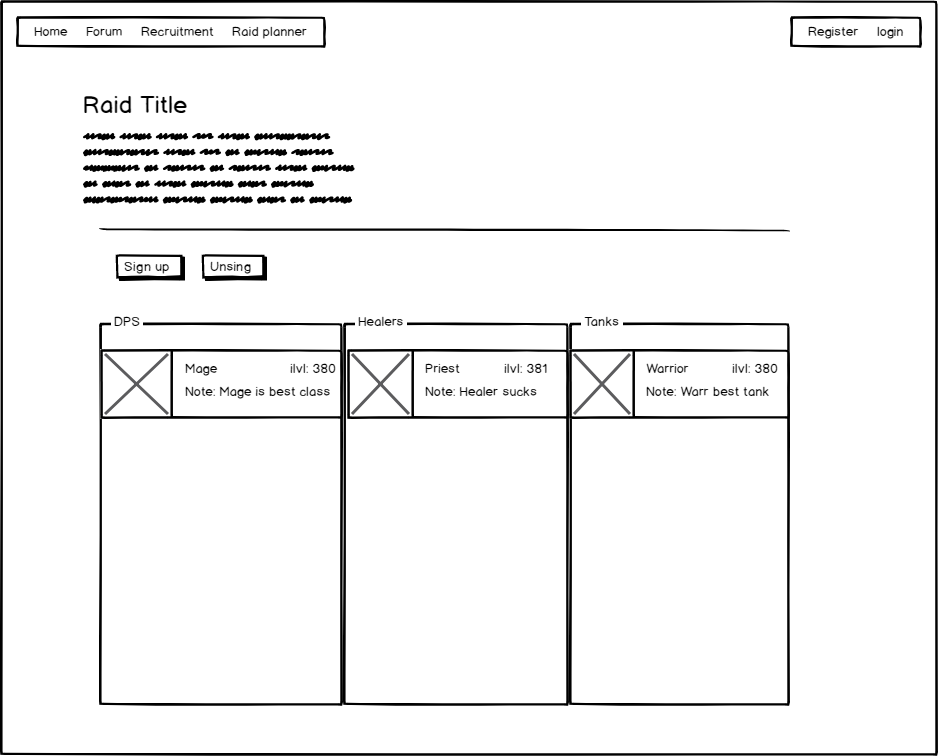 Home Forum Recruitment Raid planner Register login
Raid Title
Sign up Unsing
DPS Healers Tanks
Mage ilvl: 380 Priest ilvl: 381 Warrior ilvl: 380
Note: Mage is best class Note: Healer sucks Note: Warr best tank